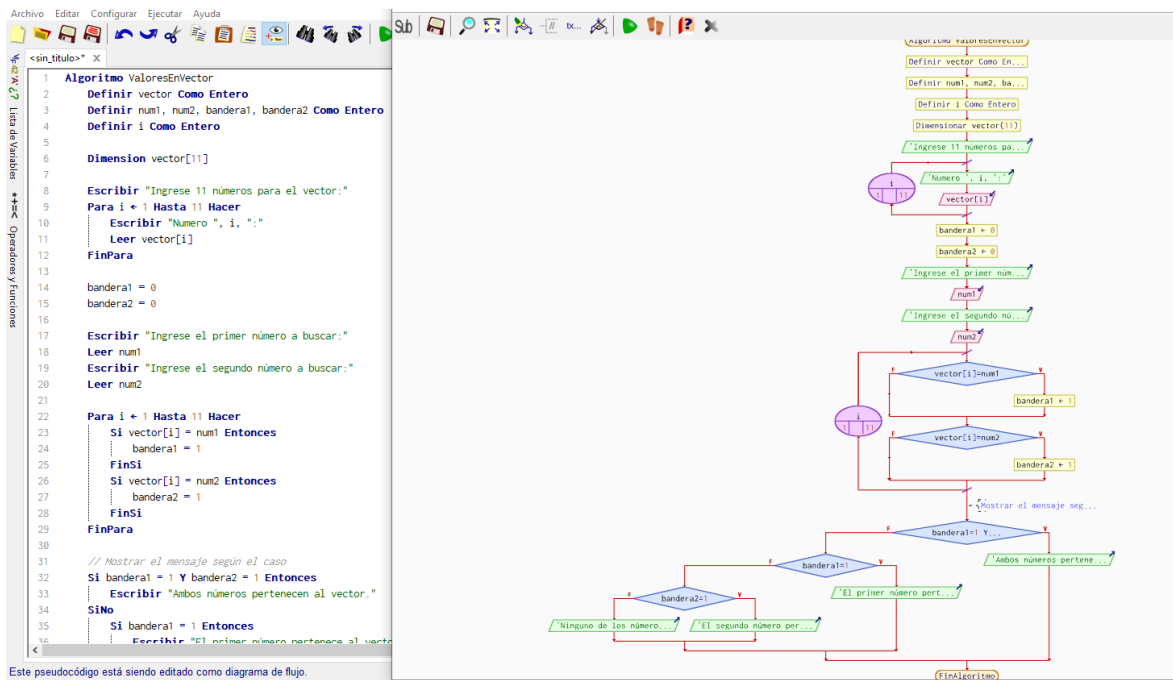 Archivo Editar Configurar Ejecutar Ayuda
Sub
tx...
<sin_titulo>* X
*+=< Operadores y Funciones
Lista de Variables
1 Algoritmo ValoresEnVector
2 Definir vector Como Entero
3 Definir num1, num2, bandera1, bandera2 Como Entero
4 Definir i Como Entero
5
6 Dimension vector[11]
7
8 Escribir "Ingrese 11 números para el vector:"
9 Para i ← 1 Hasta 11 Hacer
10 Escribir "Numero ", i, ":"
11 Leer vector[i]
12 FinPara
13
14 bandera1 = 0
15 bandera2 = 0
16
17 Escribir "Ingrese el primer número a buscar:"
18 Leer num1
19 Escribir "Ingrese el segundo número a buscar:"
20 Leer num2
21
22 Para i ← 1 Hasta 11 Hacer
23 Si vector[i] = num1 Entonces
24 bandera1 = 1
25 FinSi
26 Si vector[i] = num2 Entonces
27 bandera2 = 1
28 FinSi
29 FinPara
30
31 // Mostrar el mensaje según el caso
32 Si bandera1 = 1 Y bandera2 = 1 Entonces
33 Escribir "Ambos números pertenecen al vector."
34 SiNo
35 Si bandera1 = 1 Entonces
36 Escribir "El primer número pertenece al vecto
Este pseudocódigo está siendo editado como diagrama de flujo.
Algoritmo ValoresEnVector
Definir vector Como En...
Definir num1, num2, ba...
Definir i Como Entero
Dimensionar vector(11)
'Ingrese 11 números pa...
i
1 11
'Numero ', i, ':'
vector[i]
bandera1 ← 0
bandera2 ← 0
'Ingrese el primer núm...
num1
'Ingrese el segundo nú...
num2
i
1 11
F vector[i]=num1 V
bandera1 ← 1
F vector[i]=num2 V
bandera2 ← 1
Mostrar el mensaje seg...
F bandera1=1 Y... V
'Ambos números pertene...
F bandera1=1 V
'El primer número pert...
F bandera2=1 V
'Ninguno de los número...
'El segundo número per...
FinAlgoritmo